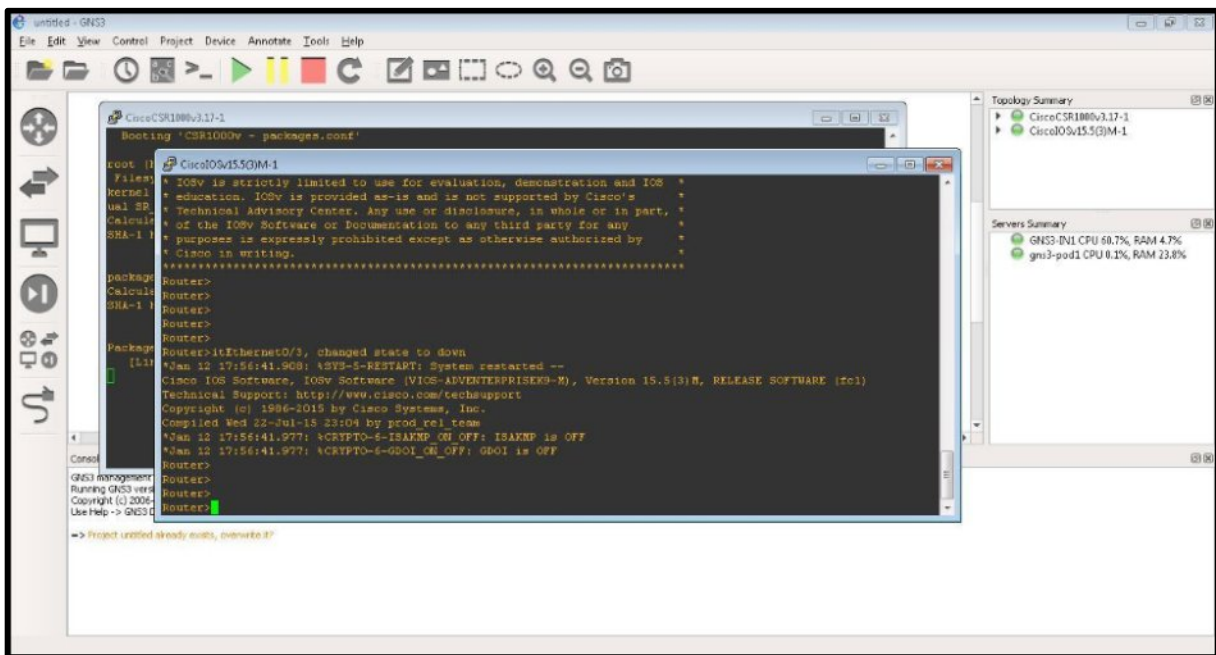 untitled - GNS3
File Edit View Control Project Device Annotate Tools Help
CiscoCSR1000v3.17-1
Booting 'CSR1000v - packages.conf'
root (h
Filesy
kernel
ual SR_
Calcula
SHA-1 h
package
Calcula
SHA-1 h
Package
[Lin
CiscoIOSv15.5(3)M-1
* IOSv is strictly limited to use for evaluation, demonstration and IOS *
* education. IOSv is provided as-is and is not supported by Cisco's *
* Technical Advisory Center. Any use or disclosure, in whole or in part, *
* of the IOSv Software or Documentation to any third party for any *
* purposes is expressly prohibited except as otherwise authorized by *
* Cisco in writing. *
Router>
Router>
Router>
Router>
Router>
Router>itEthernet0/3, changed state to down
*Jan 12 17:56:41.908: %SYS-5-RESTART: System restarted --
Cisco IOS Software, IOSv Software (VIOS-ADVENTERPRISEK9-M), Version 15.5(3)M, RELEASE SOFTWARE (fc1)
Technical Support: http://www.cisco.com/techsupport
Copyright (c) 1986-2015 by Cisco Systems, Inc.
Compiled Wed 22-Jul-15 23:04 by prod_rel_team
*Jan 12 17:56:41.977: %CRYPTO-6-ISAKMP_ON_OFF: ISAKMP is OFF
*Jan 12 17:56:41.977: %CRYPTO-6-GDOI_ON_OFF: GDOI is OFF
Router>
Router>
Router>
Router>
Topology Summary
CiscoCSR1000v3.17-1
CiscoIOSv15.5(3)M-1
Servers Summary
GNS3-IN1 CPU 60.7%, RAM 4.7%
gns3-pod1 CPU 0.1%, RAM 23.8%
Consol
GNS3 management
Running GNS3 vers
Copyright (c) 2006-
Use Help -> GNS3 D
=> Project untitled already exists, overwrite it?